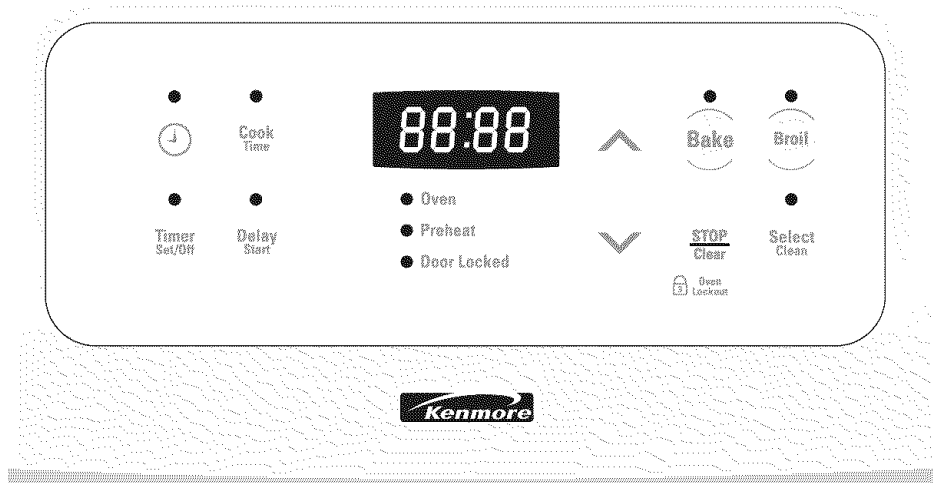 88:88
Cook
Time
Bake
Broil
Oven
Preheat
Door Locked
Timer
Set/Off
Delay
Start
STOP
Clear
Select
Clean
Oven
Lockout
Kenmore